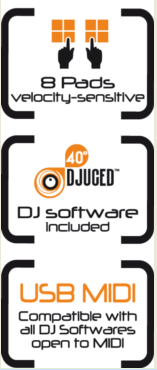 8 Pads
velocity-sensitive
40°
DJUCED™
DJ software
included
USB MIDI
Compatible with
all DJ Softwares
open to MIDI